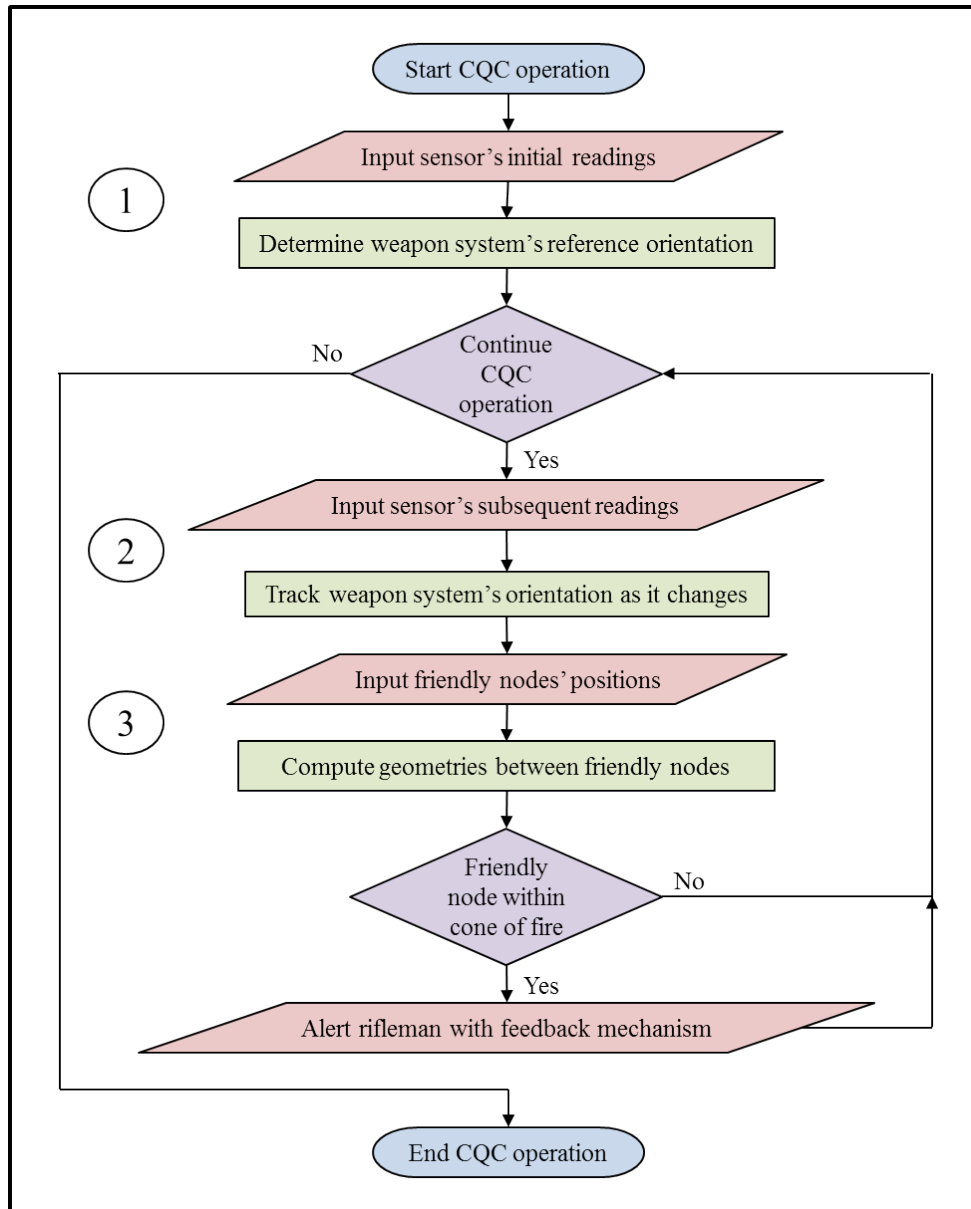 Start CQC operation
Input sensor’s initial readings
1
Determine weapon system’s reference orientation
Continue
CQC
operation
No
Yes
Input sensor’s subsequent readings
2
Track weapon system’s orientation as it changes
Input friendly nodes’ positions
3
Compute geometries between friendly nodes
Friendly
node within
cone of fire
No
Yes
Alert rifleman with feedback mechanism
End CQC operation